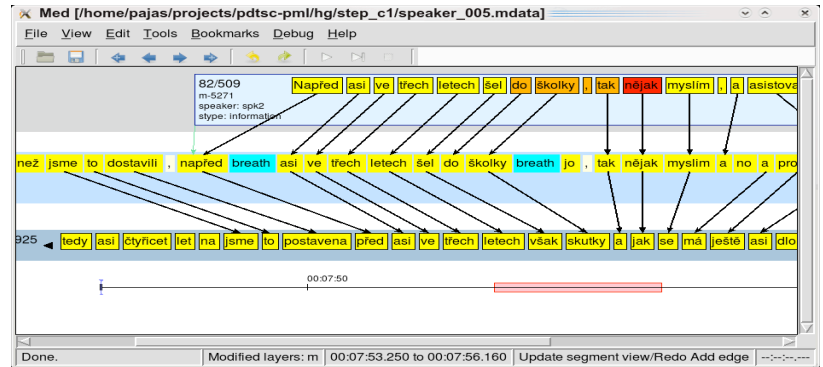 Med [/home/pajas/projects/pdtsc-pml/hg/step_c1/speaker_005.mdata]
File View Edit Tools Bookmarks Debug Help
82/509
m-5271
speaker: spk2
stype: information
Napřed asi ve třech letech šel do školky , tak nějak myslím , a asistova
než jsme to dostavili , napřed breath asi ve třech letech šel do školky breath jo , tak nějak myslim a no a pro
925 tedy asi čtyřicet let na jsme to postavena před asi ve třech letech však skutky a jak se má ještě asi dlo
00:07:50
Done. Modified layers: m 00:07:53.250 to 00:07:56.160 Update segment view/Redo Add edge --:--:--.---